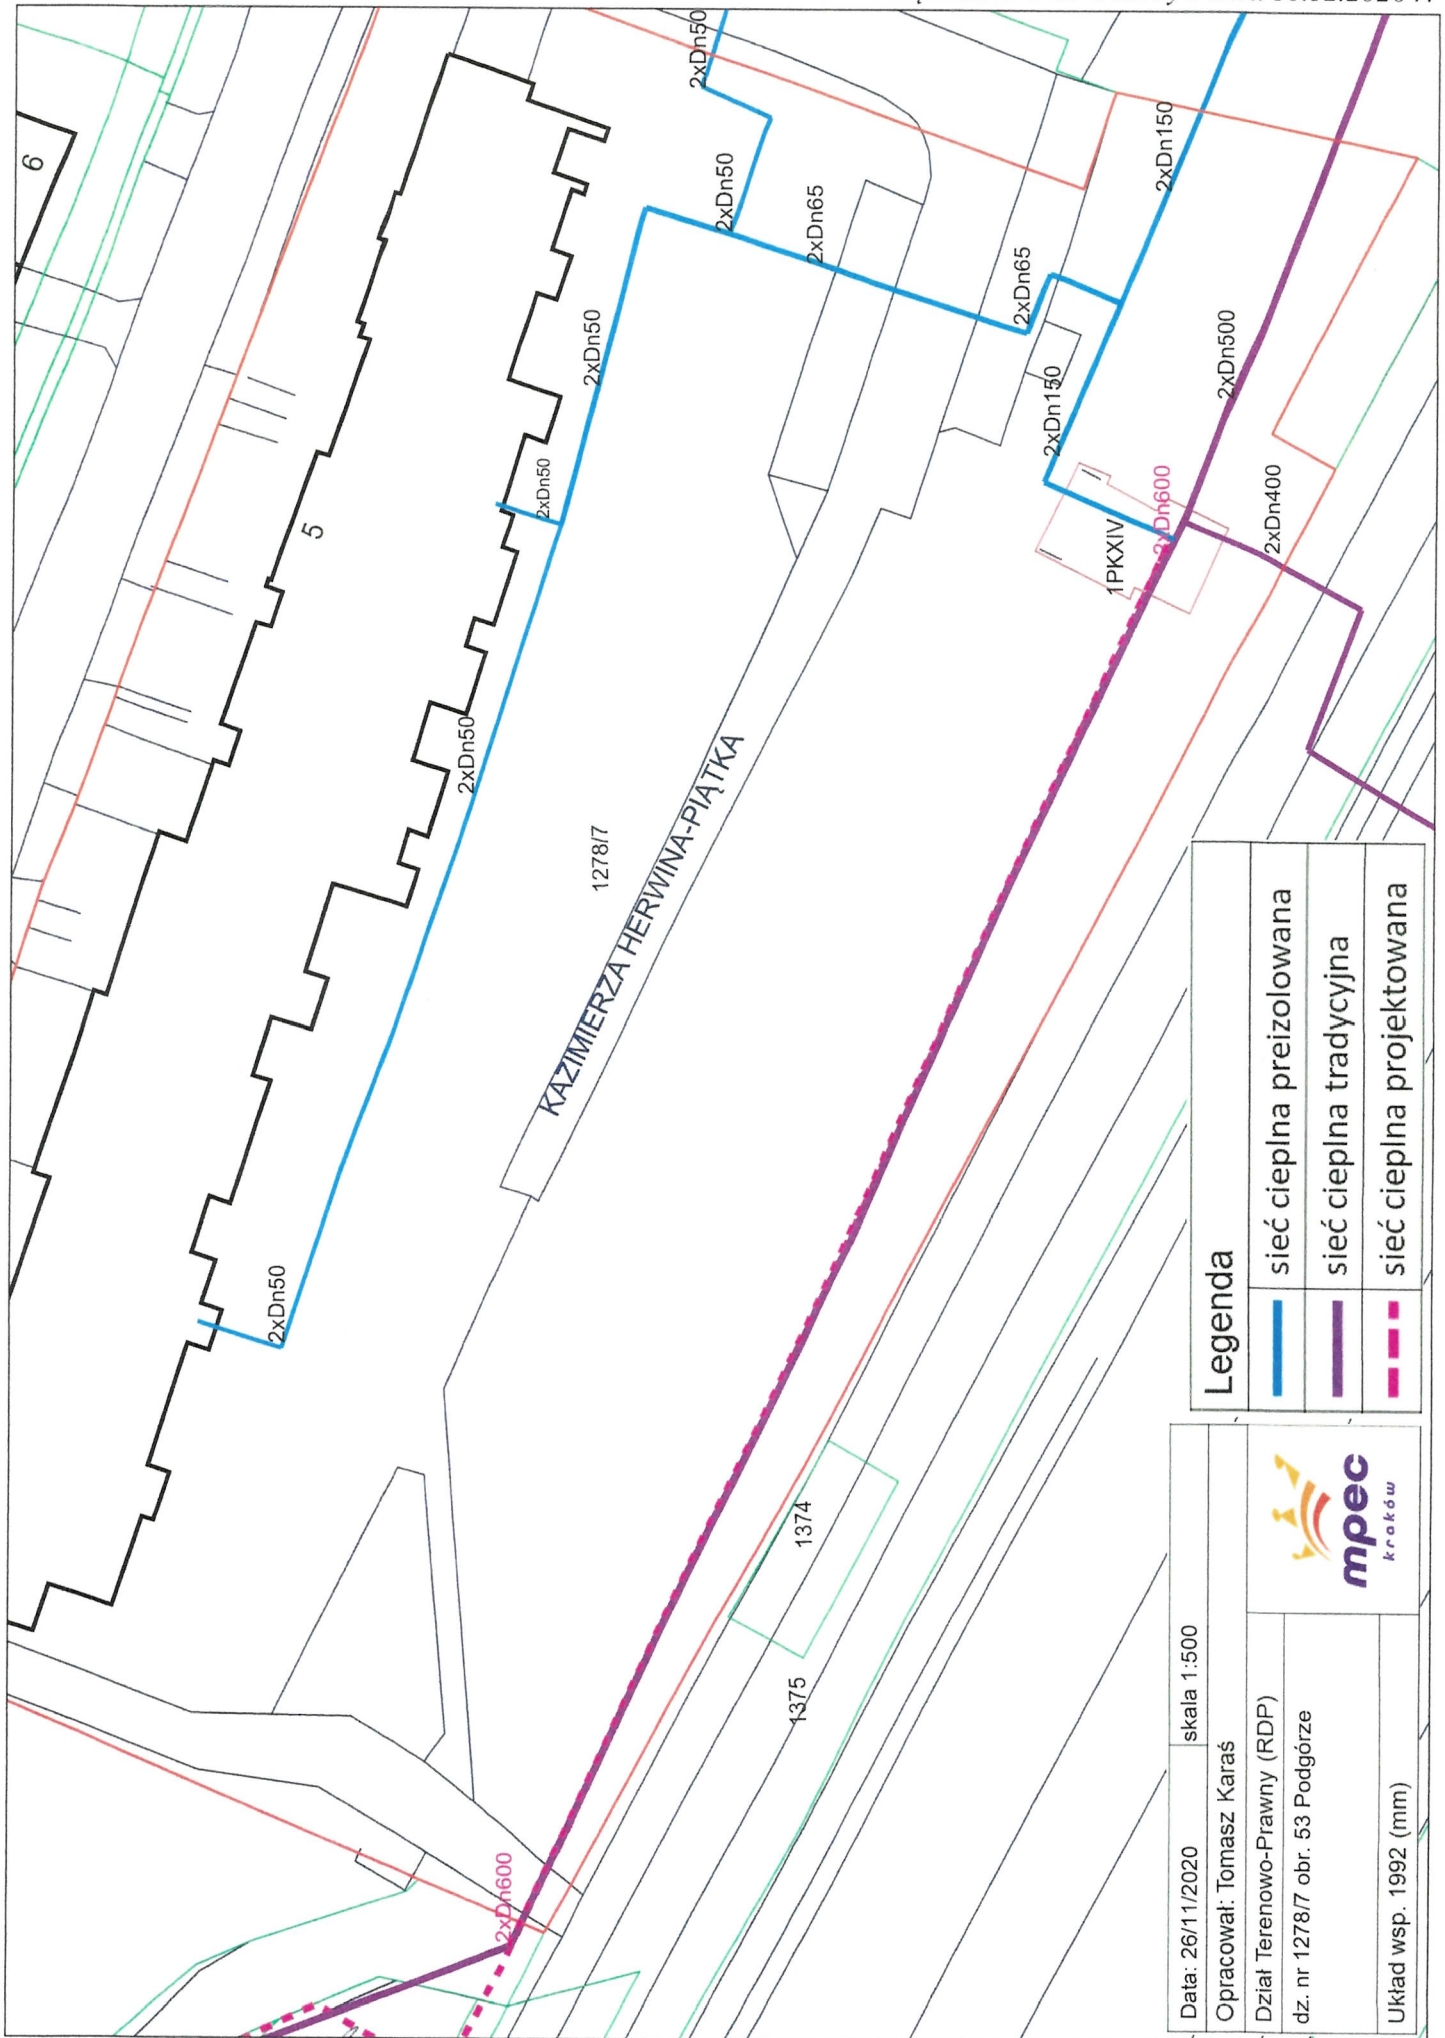 6
5
2xDn50
2xDn50
2xDn65
2xDn50
2xDn50
2xDn65
2xDn150
2xDn150
2xDn500
2xDn600
1PKXIV
2xDn400
2xDn50
2xDn50
1278/7
KAZIMIERZA HERWINA-PIĄTKA
1374
1375
2xDn600
Legenda
sieć cieplna preizolowana
sieć cieplna tradycyjna
sieć cieplna projektowana
Data: 26/11/2020
skala 1:500
Opracował: Tomasz Karaś
Dział Terenowo-Prawny (RDP)
dz. nr 1278/7 obr. 53 Podgórze
Układ wsp. 1992 (mm)
mpec
kraków